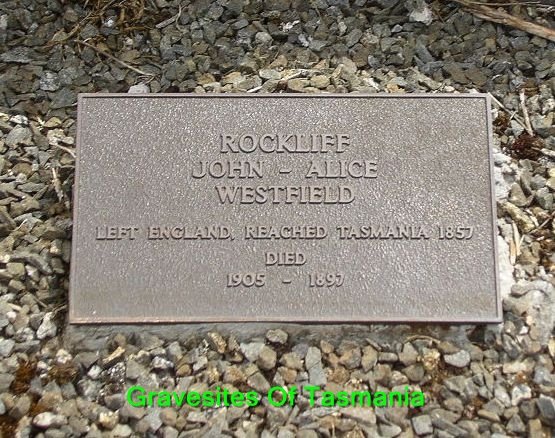 ROCKLIFF
JOHN - ALICE
WESTFIELD
LEFT ENGLAND, REACHED TASMANIA 1857
DIED
1905 - 1897
Gravesites Of Tasmania